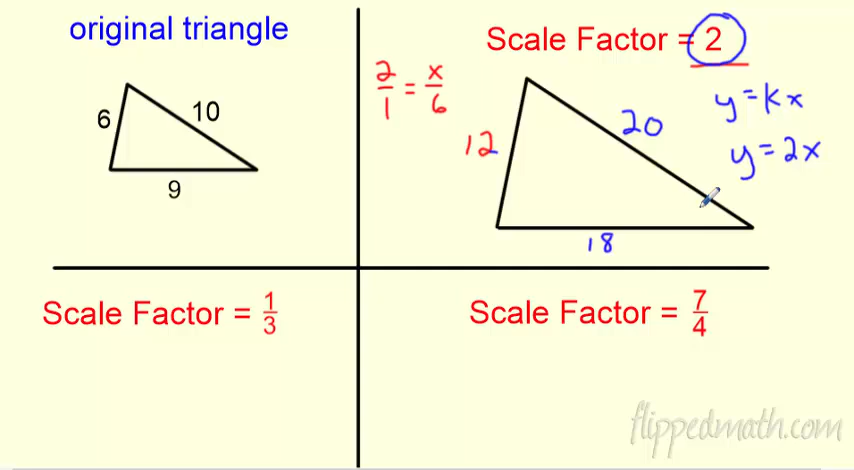 original triangle
6
10
9
Scale Factor = 2
2/1 = x/6
12
20
18
y = kx
y = 2x
Scale Factor = 1/3
Scale Factor = 7/4
flippedmath.com